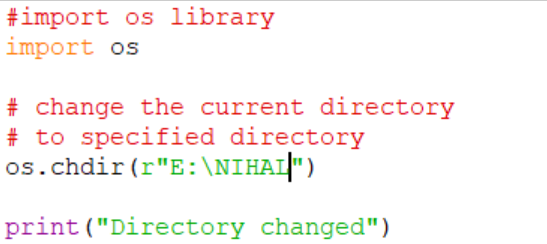 #import os library
import os
# change the current directory
# to specified directory
os.chdir(r"E:\NIHAL")
print("Directory changed")